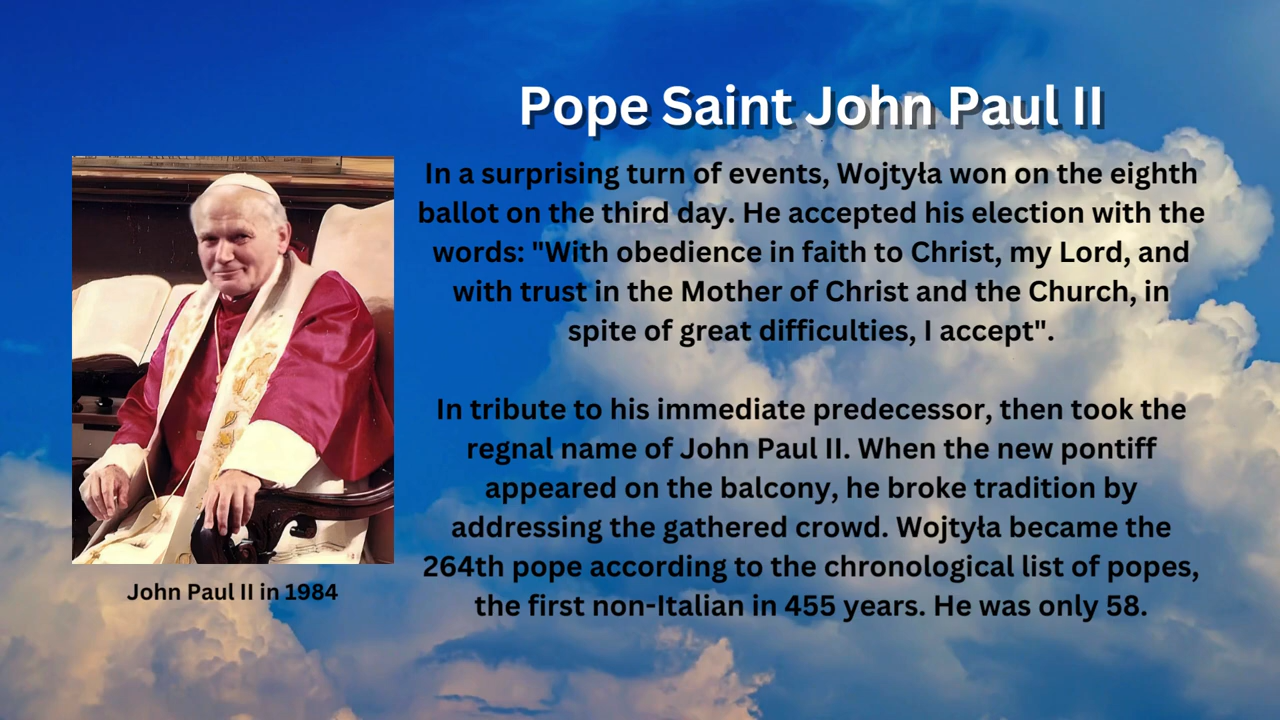 Pope Saint John Paul II
In a surprising turn of events, Wojtyła won on the eighth
ballot on the third day. He accepted his election with the
words: "With obedience in faith to Christ, my Lord, and
with trust in the Mother of Christ and the Church, in
spite of great difficulties, I accept".
In tribute to his immediate predecessor, then took the
regnal name of John Paul II. When the new pontiff
appeared on the balcony, he broke tradition by
addressing the gathered crowd. Wojtyła became the
264th pope according to the chronological list of popes,
the first non-Italian in 455 years. He was only 58.
John Paul II in 1984